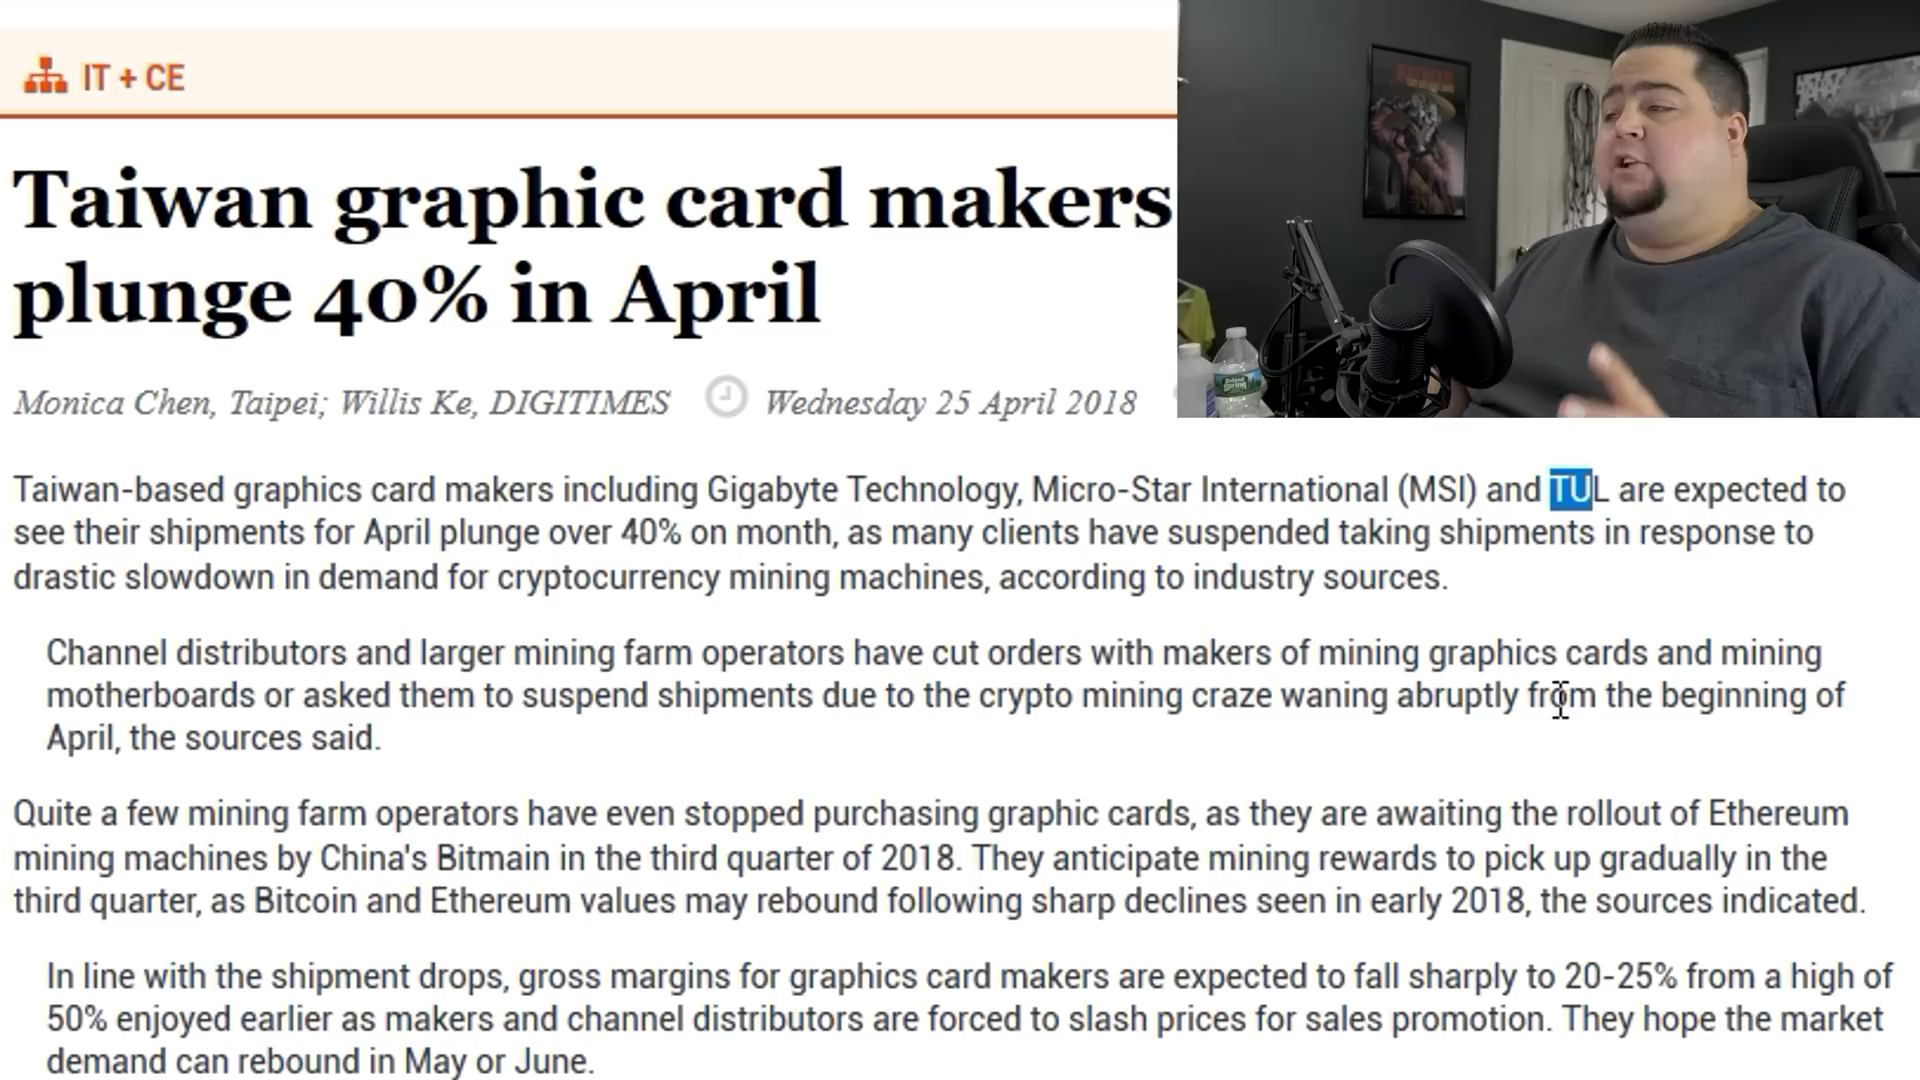 IT + CE
Taiwan graphic card makers
plunge 40% in April
Monica Chen, Taipei; Willis Ke, DIGITIMES Wednesday 25 April 2018
Taiwan-based graphics card makers including Gigabyte Technology, Micro-Star International (MSI) and TUL are expected to
see their shipments for April plunge over 40% on month, as many clients have suspended taking shipments in response to
drastic slowdown in demand for cryptocurrency mining machines, according to industry sources.
Channel distributors and larger mining farm operators have cut orders with makers of mining graphics cards and mining
motherboards or asked them to suspend shipments due to the crypto mining craze waning abruptly from the beginning of
April, the sources said.
Quite a few mining farm operators have even stopped purchasing graphic cards, as they are awaiting the rollout of Ethereum
mining machines by China's Bitmain in the third quarter of 2018. They anticipate mining rewards to pick up gradually in the
third quarter, as Bitcoin and Ethereum values may rebound following sharp declines seen in early 2018, the sources indicated.
In line with the shipment drops, gross margins for graphics card makers are expected to fall sharply to 20-25% from a high of
50% enjoyed earlier as makers and channel distributors are forced to slash prices for sales promotion. They hope the market
demand can rebound in May or June.